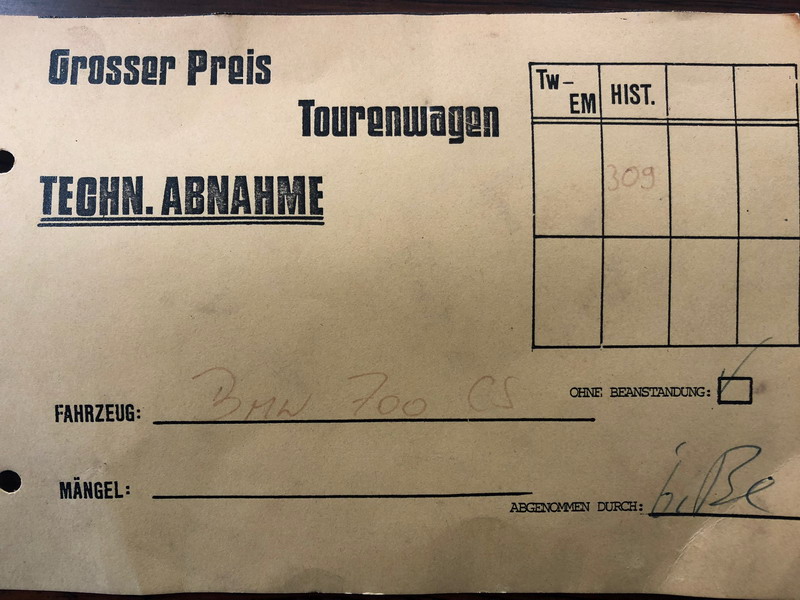 Grosser Preis
Tourenwagen
TECHN. ABNAHME
Tw-EM HIST.
309
OHNE BEANSTANDUNG:
FAHRZEUG: BMW 700 CS
MÄNGEL:
ABGENOMMEN DURCH: